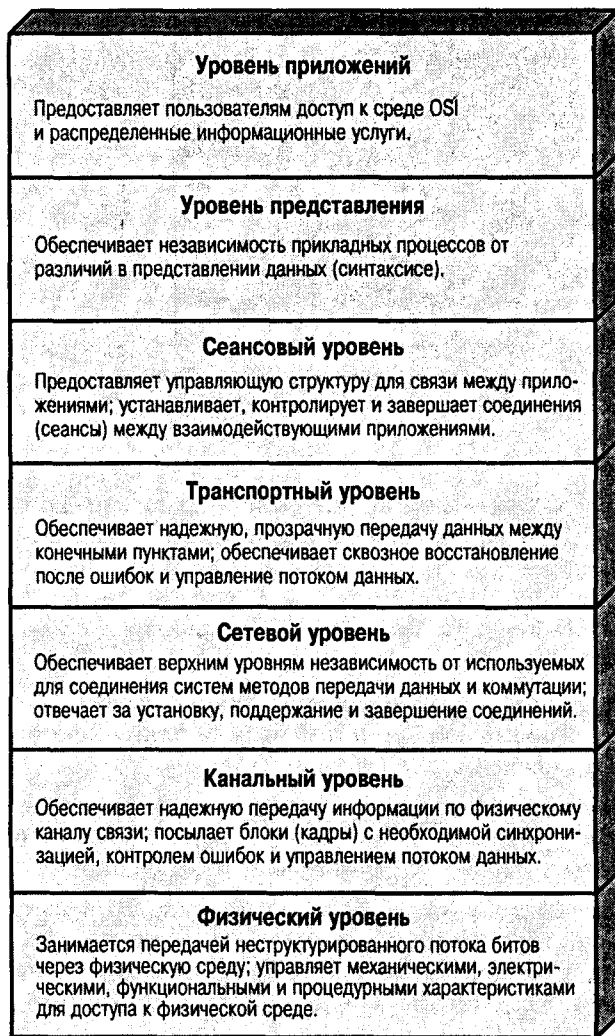 Уровень приложений
Предоставляет пользователям доступ к среде OSI
и распределенные информационные услуги.
Уровень представления
Обеспечивает независимость прикладных процессов от
различий в представлении данных (синтаксисе).
Сеансовый уровень
Предоставляет управляющую структуру для связи между прило-
жениями; устанавливает, контролирует и завершает соединения
(сеансы) между взаимодействующими приложениями.
Транспортный уровень
Обеспечивает надежную, прозрачную передачу данных между
конечными пунктами; обеспечивает сквозное восстановление
после ошибок и управление потоком данных.
Сетевой уровень
Обеспечивает верхним уровням независимость от используемых
для соединения систем методов передачи данных и коммутации;
отвечает за установку, поддержание и завершение соединений.
Канальный уровень
Обеспечивает надежную передачу информации по физическому
каналу связи; посылает блоки (кадры) с необходимой синхрони-
зацией, контролем ошибок и управлением потоком данных.
Физический уровень
Занимается передачей неструктурированного потока битов
через физическую среду; управляет механическими, электри-
ческими, функциональными и процедурными характеристиками
для доступа к физической среде.